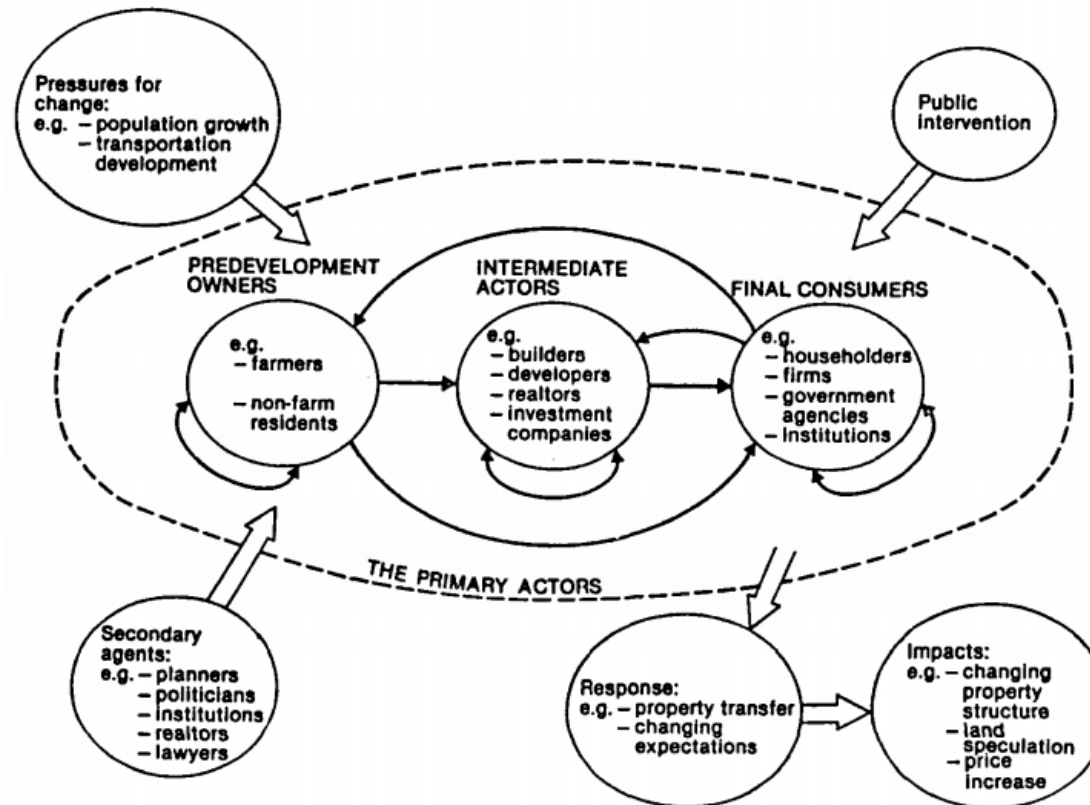 Pressures for
change:
e.g. – population growth
– transportation
development
Public
intervention
PREDEVELOPMENT
OWNERS
INTERMEDIATE
ACTORS
FINAL CONSUMERS
e.g.
– farmers
– non-farm
residents
e.g.
– builders
– developers
– realtors
– investment
companies
e.g.
– householders
– firms
– government
agencies
– institutions
THE PRIMARY ACTORS
Secondary
agents:
e.g. – planners
– politicians
– institutions
– realtors
– lawyers
Response:
e.g. – property transfer
– changing
expectations
Impacts:
e.g. – changing
property
structure
– land
speculation
– price
increase